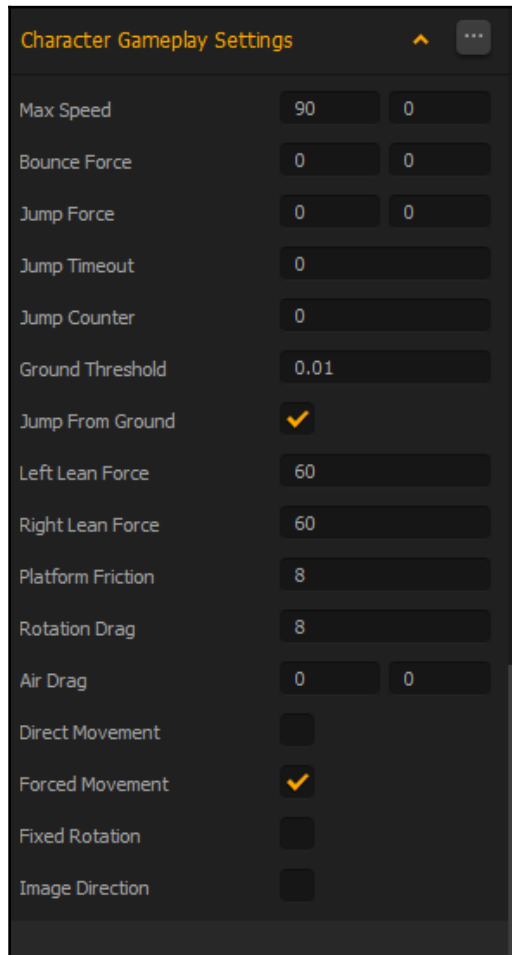 Character Gameplay Settings ...
Max Speed 90 0
Bounce Force 0 0
Jump Force 0 0
Jump Timeout 0
Jump Counter 0
Ground Threshold 0.01
Jump From Ground
Left Lean Force 60
Right Lean Force 60
Platform Friction 8
Rotation Drag 8
Air Drag 0 0
Direct Movement
Forced Movement
Fixed Rotation
Image Direction